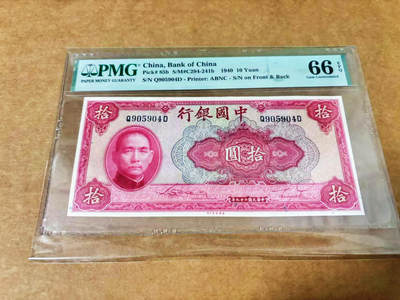 PMG
PAPER MONEY GUARANTY
China, Bank of China
Pick# 85b S/M#C294-241b 1940 10 Yuan
S/N Q905904D - Printer: ABNC - S/N on Front & Back
66 EPQ
Gem Uncirculated
拾 行銀國中 拾
Q905904D Q905904D
圓拾
拾 拾